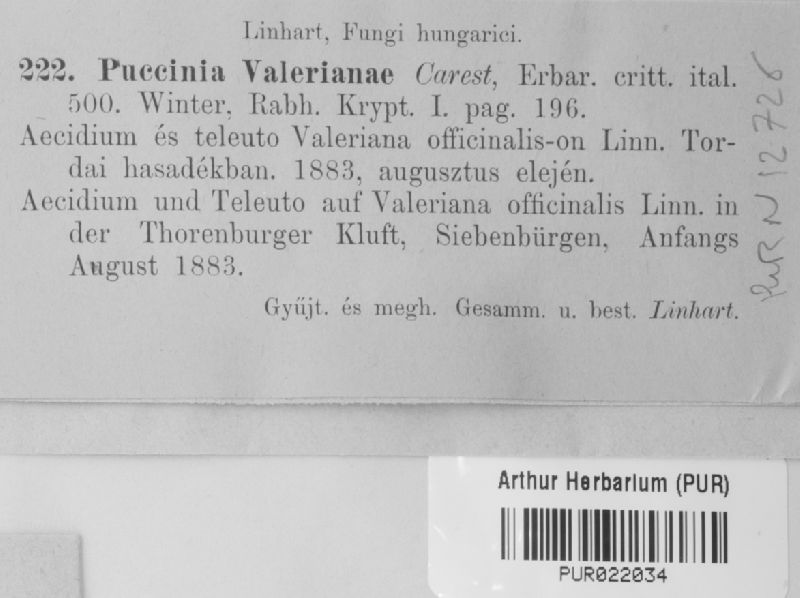 Linhart, Fungi hungarici.
222. Puccinia Valerianae Carest, Erbar. critt. ital.
500. Winter, Rabh. Krypt. I. pag. 196.
Aecidium és teleuto Valeriana officinalis-on Linn. Tor-
dai hasadékban. 1883, augusztus elején.
Aecidium und Teleuto auf Valeriana officinalis Linn. in
der Thorenburger Kluft, Siebenbürgen, Anfangs
August 1883.
Gyűjt. és megh. Gesamm. u. best. Linhart.
PUR N 12726
Arthur Herbarium (PUR)
PUR022034